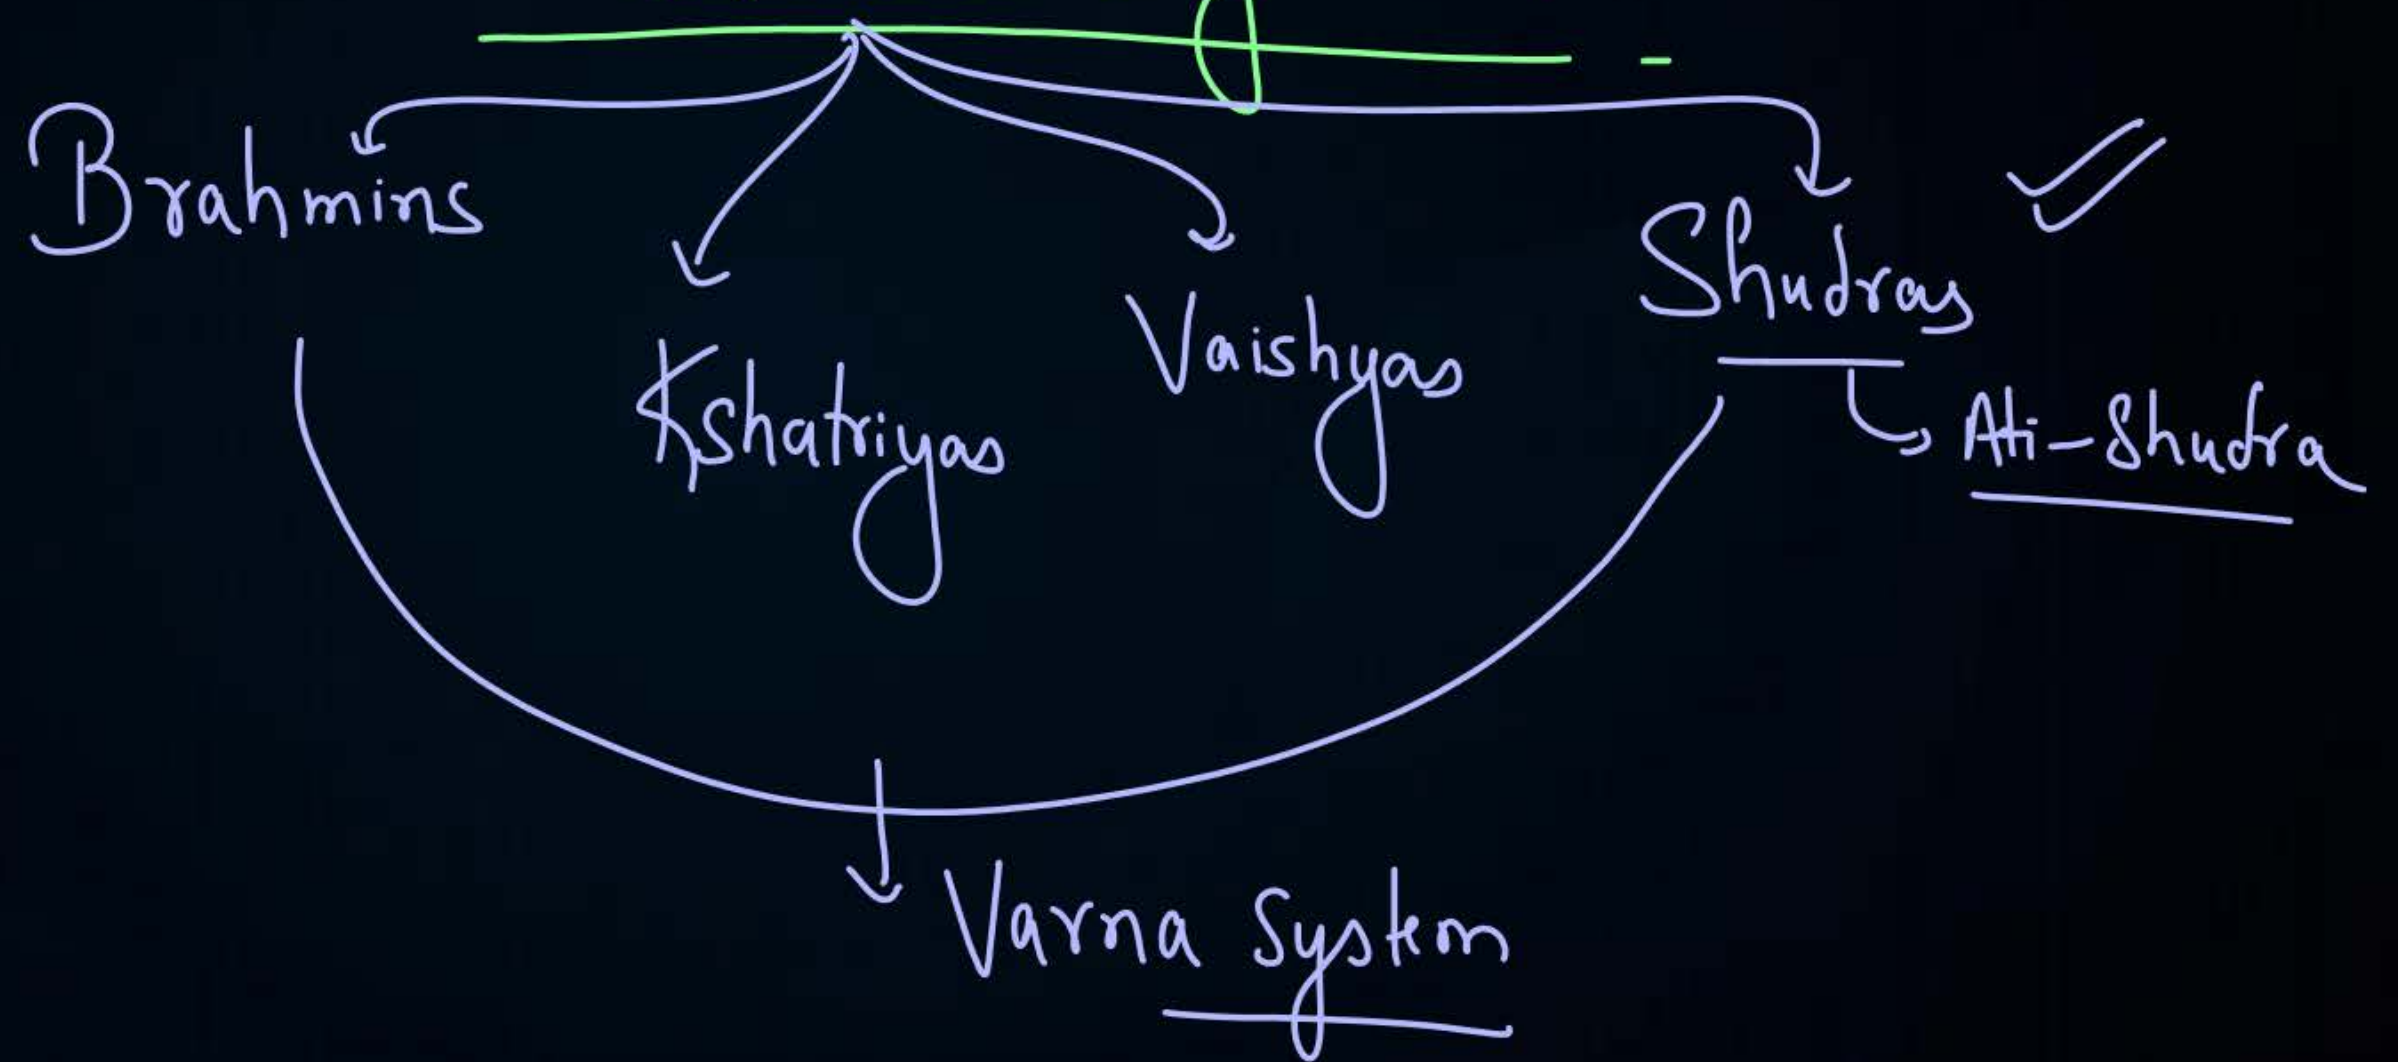 Brahmins
Kshatriyas
Vaishyas
Shudras
Ati-Shudra
Varna System